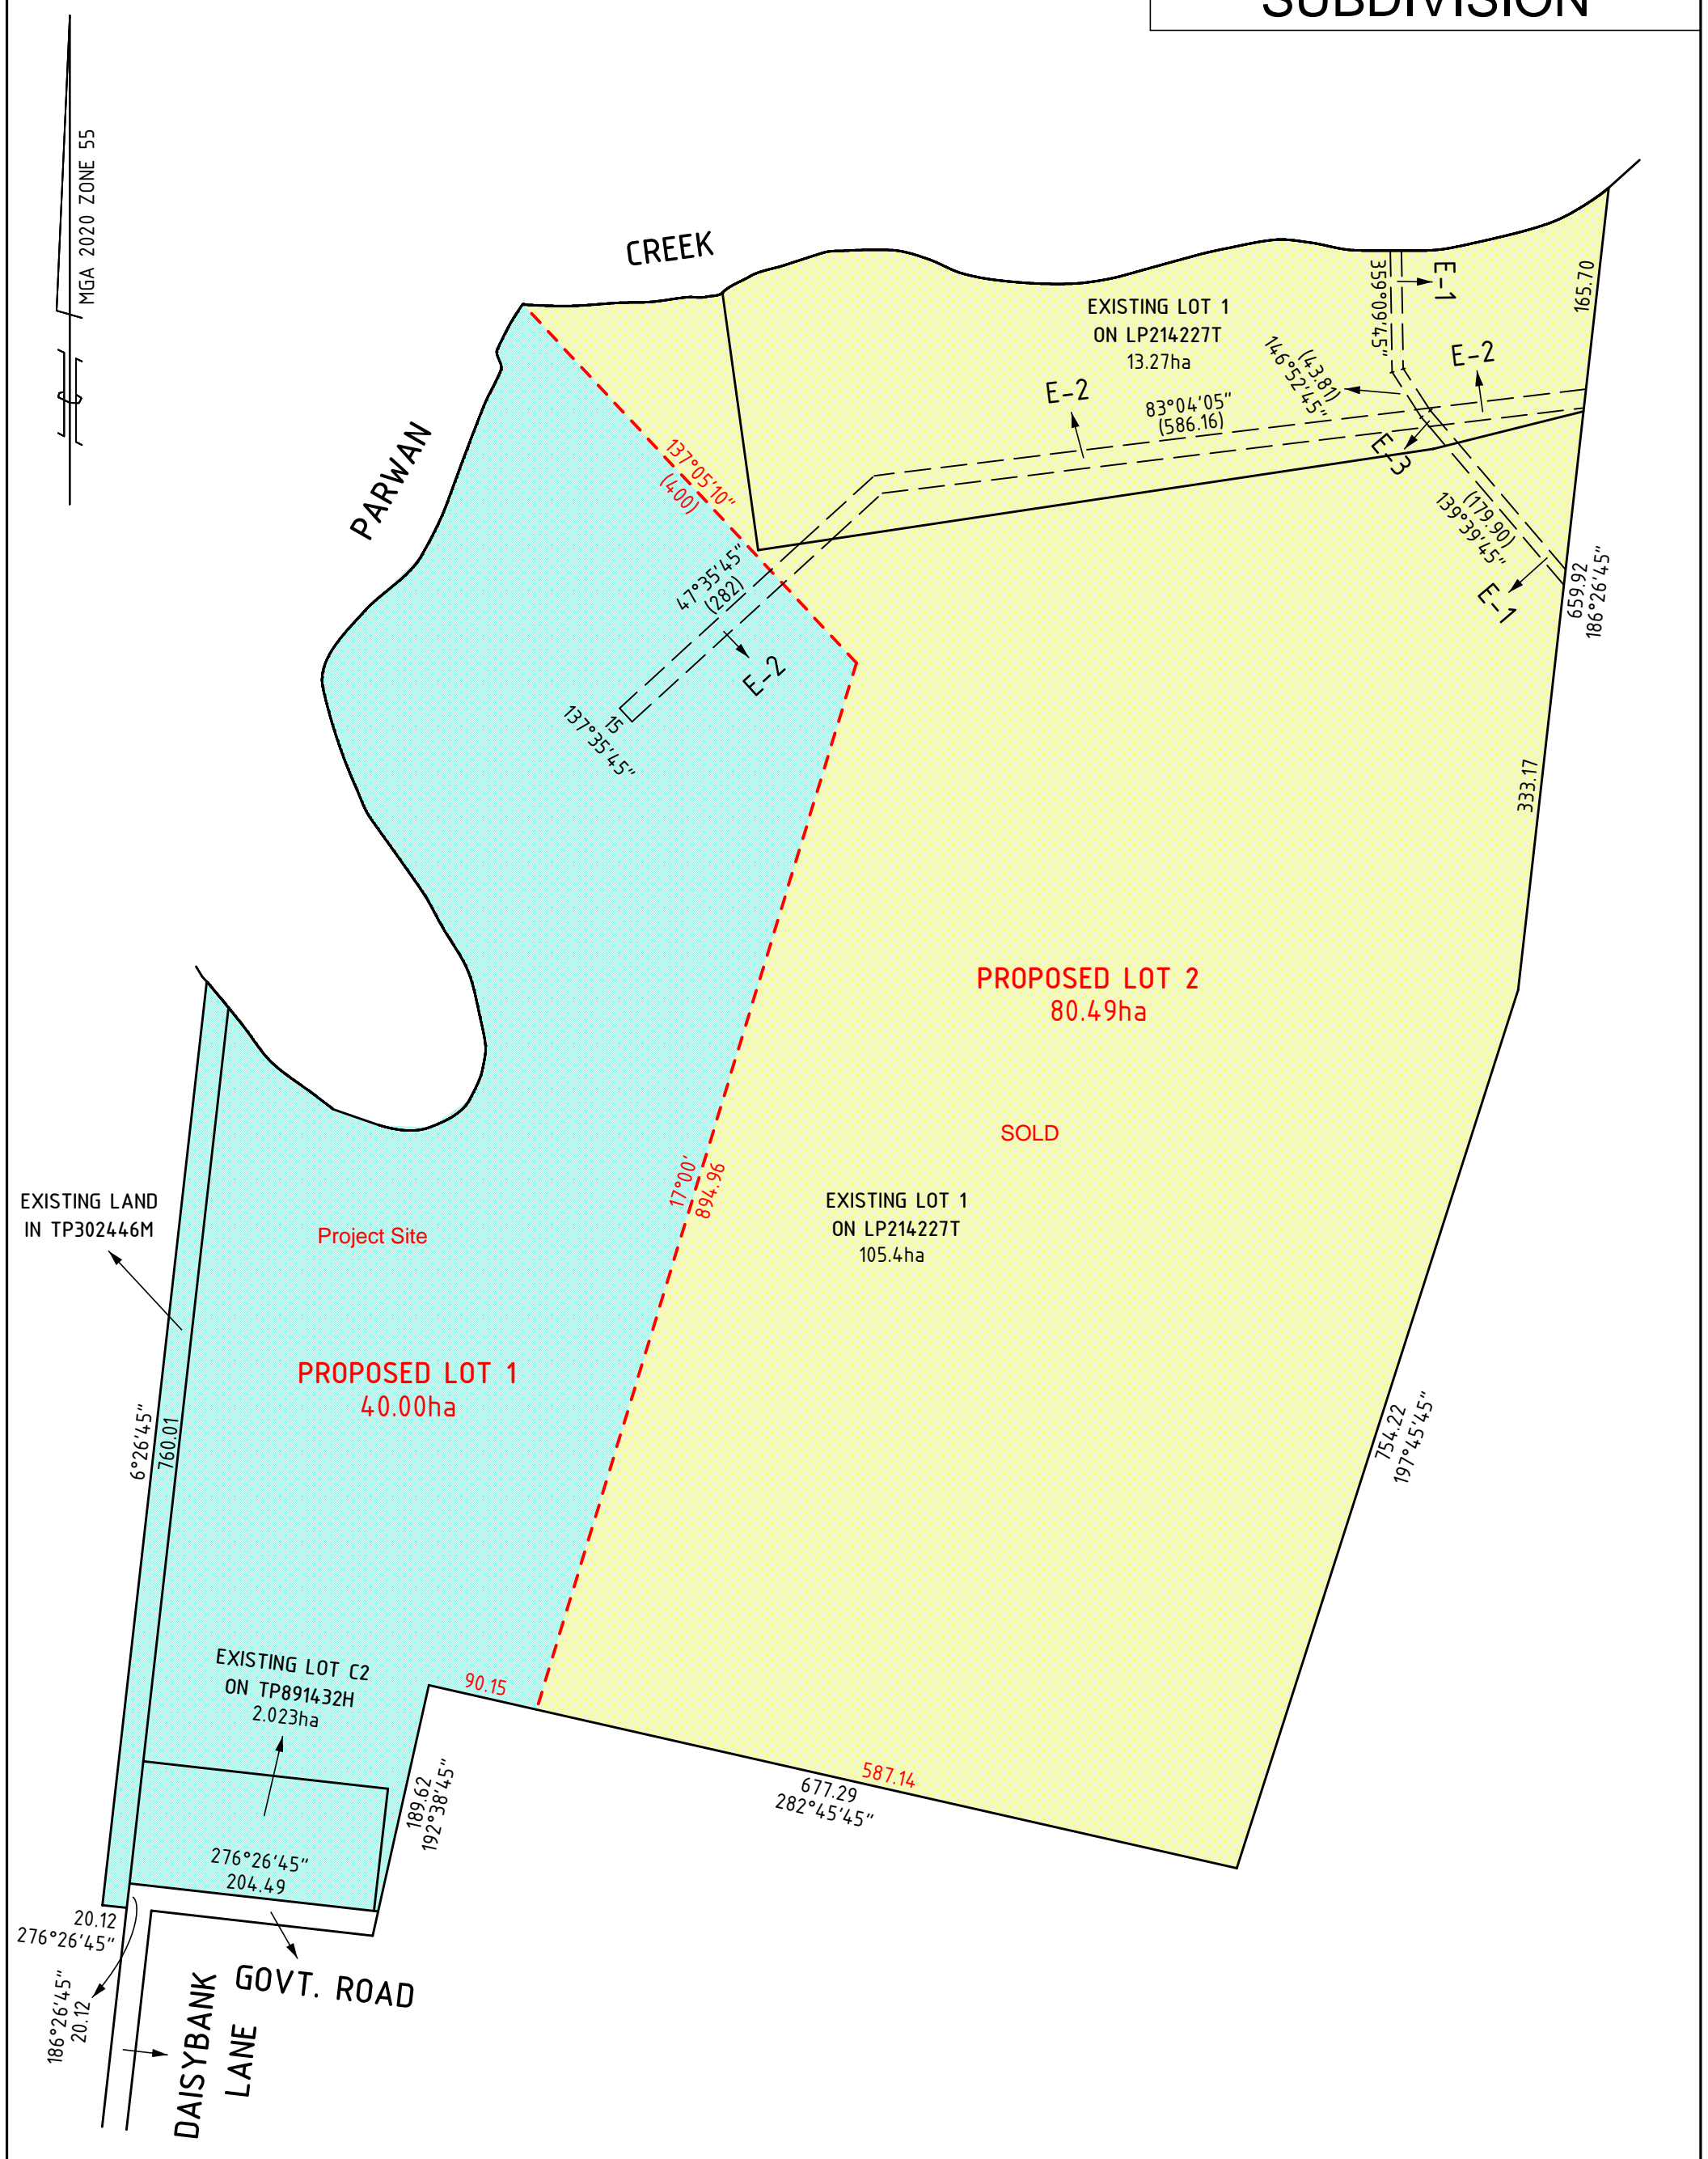 SUBDIVISION
MGA 2020 ZONE 55
CREEK
PARWAN
EXISTING LOT 1
ON LP214227T
13.27ha
E-1
359°09'45"
165.70
E-2
(43.81)
146°52'45"
E-2
83°04'05"
(586.16)
E-3
137°05'10"
(400)
(179.90)
139°39'45"
E-1
659.92
186°26'45"
47°35'45"
(282)
E-2
15
137°35'45"
333.17
PROPOSED LOT 2
80.49ha
SOLD
17°00'
894.96
EXISTING LOT 1
ON LP214227T
105.4ha
EXISTING LAND
IN TP302446M
Project Site
PROPOSED LOT 1
40.00ha
6°26'45"
760.01
754.22
197°45'45"
EXISTING LOT C2
ON TP891432H
2.023ha
90.15
189.62
192°38'45"
587.14
677.29
282°45'45"
276°26'45"
204.49
20.12
276°26'45"
186°26'45"
20.12
GOVT. ROAD
DAISYBANK
LANE